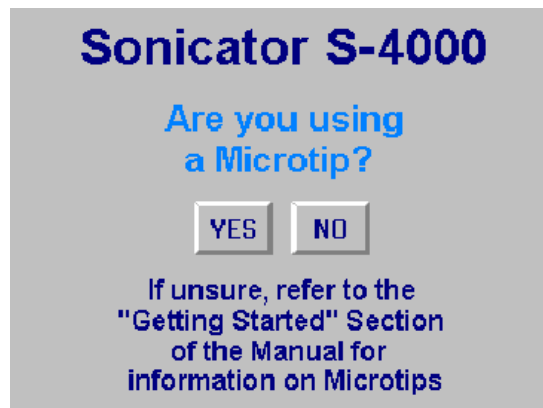 Sonicator S-4000
Are you using
a Microtip?
YES NO
If unsure, refer to the
"Getting Started" Section
of the Manual for
information on Microtips